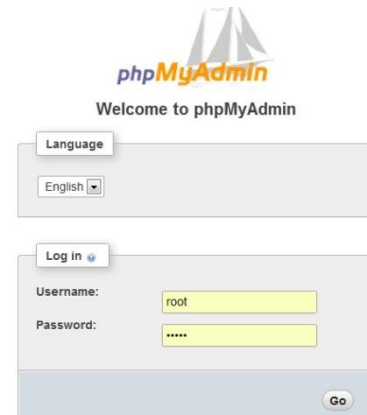 phpMyAdmin
Welcome to phpMyAdmin
Language
English
Log in
Username:
root
Password:
•••••
Go